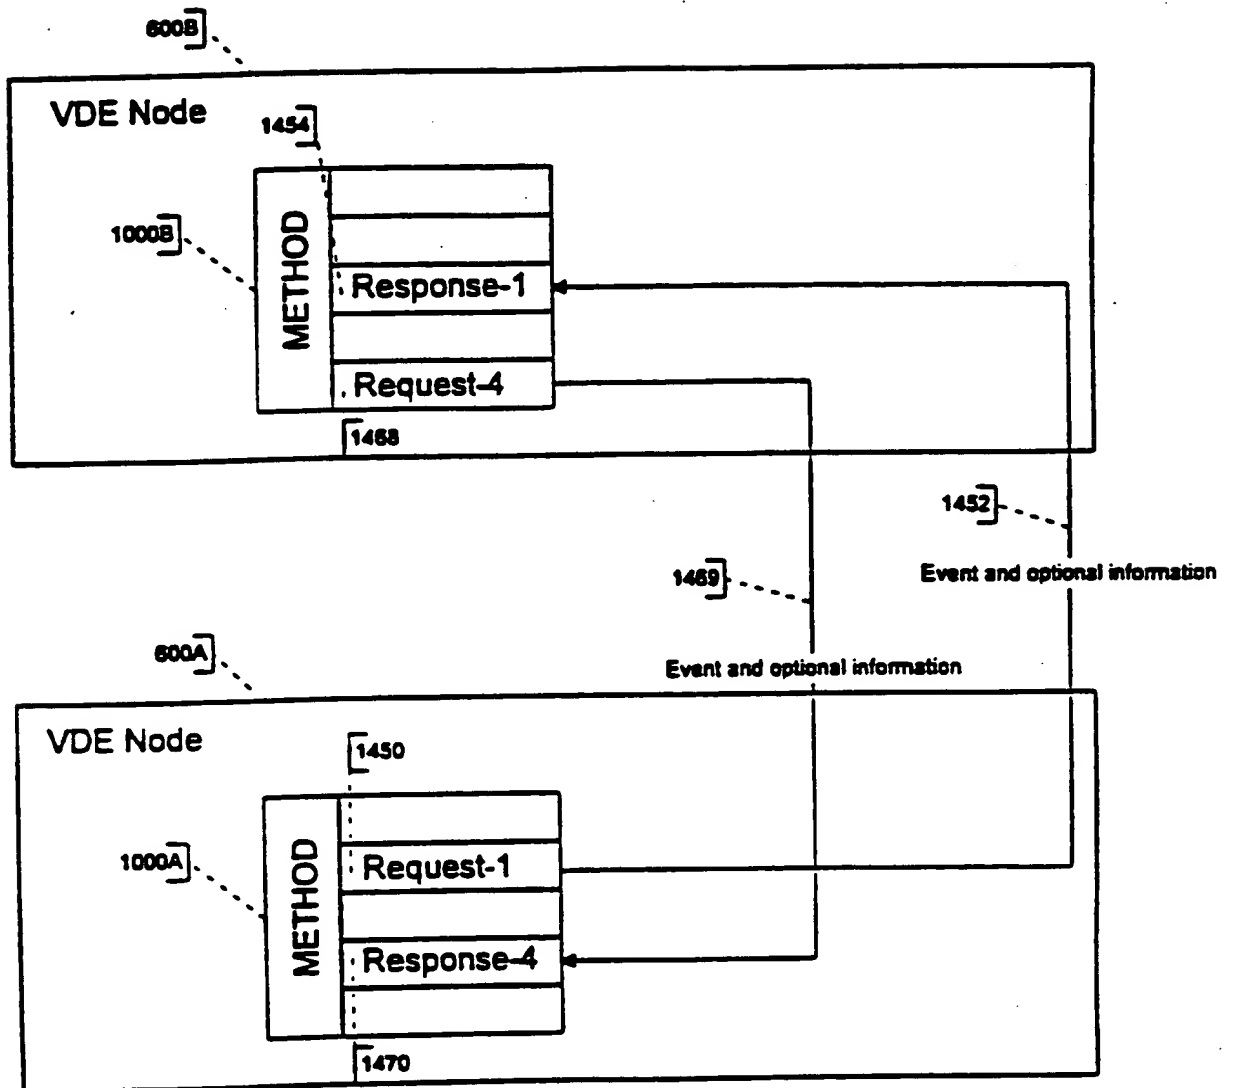 600B
VDE Node
1454
1000B
METHOD
Response-1
Request-4
1468
1452
Event and optional information
1469
Event and optional information
600A
VDE Node
1450
1000A
METHOD
Request-1
Response-4
1470